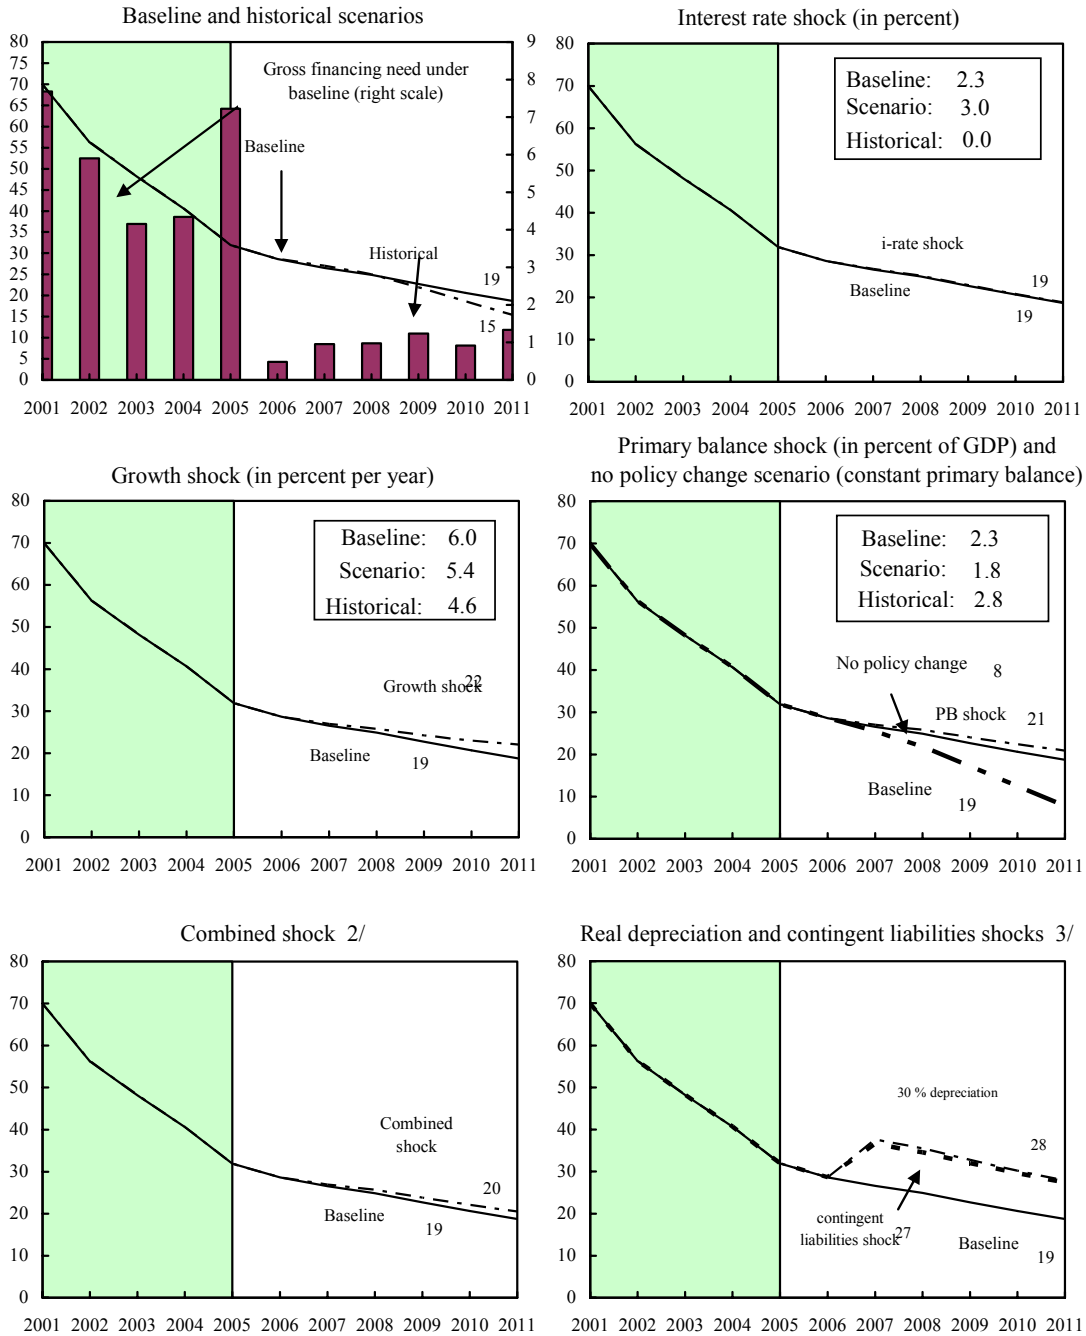 Baseline and historical scenarios
80
75
70
65
60
55
50
45
40
35
30
25
20
15
10
5
0
9
8
7
6
5
4
3
2
1
0
Gross financing need under
baseline (right scale)
Baseline
Historical
19
15
2001 2002 2003 2004 2005 2006 2007 2008 2009 2010 2011
Interest rate shock (in percent)
80
70
60
50
40
30
20
10
0
Baseline: 2.3
Scenario: 3.0
Historical: 0.0
i-rate shock
Baseline
19
19
2001 2002 2003 2004 2005 2006 2007 2008 2009 2010 2011
Growth shock (in percent per year)
80
70
60
50
40
30
20
10
0
Baseline: 6.0
Scenario: 5.4
Historical: 4.6
22
Growth shock
Baseline
19
2001 2002 2003 2004 2005 2006 2007 2008 2009 2010 2011
Primary balance shock (in percent of GDP) and
no policy change scenario (constant primary balance)
80
70
60
50
40
30
20
10
0
Baseline: 2.3
Scenario: 1.8
Historical: 2.8
No policy change
8
PB shock
21
Baseline
19
2001 2002 2003 2004 2005 2006 2007 2008 2009 2010 2011
Combined shock 2/
80
70
60
50
40
30
20
10
0
Combined
shock
20
Baseline
19
2001 2002 2003 2004 2005 2006 2007 2008 2009 2010 2011
Real depreciation and contingent liabilities shocks 3/
80
70
60
50
40
30
20
10
0
30 % depreciation
28
contingent
liabilities shock
27
Baseline
19
2001 2002 2003 2004 2005 2006 2007 2008 2009 2010 2011